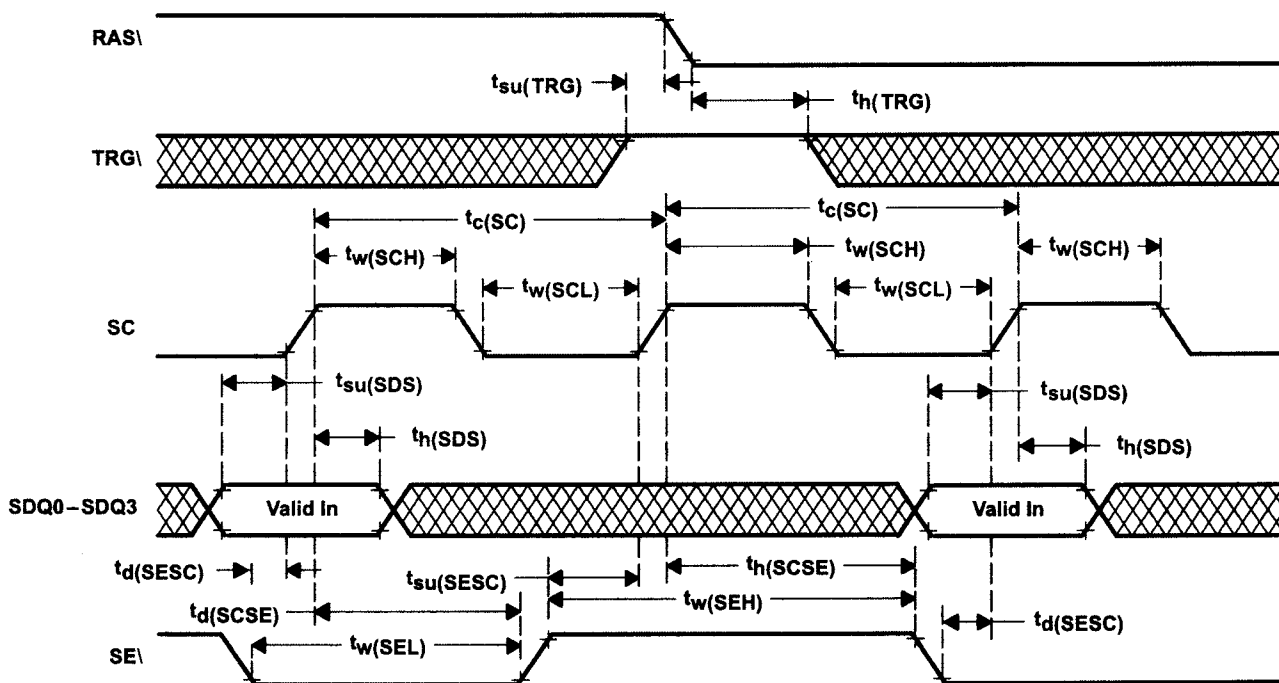 RAS\
tsu(TRG)
th(TRG)
TRG\
tc(SC) tc(SC)
tw(SCH) tw(SCH) tw(SCH)
tw(SCL) tw(SCL)
SC
tsu(SDS) tsu(SDS)
th(SDS) th(SDS)
SDQ0–SDQ3 Valid In Valid In
td(SESC) tsu(SESC) th(SCSE)
td(SCSE) tw(SEH) td(SESC)
SE\ tw(SEL)